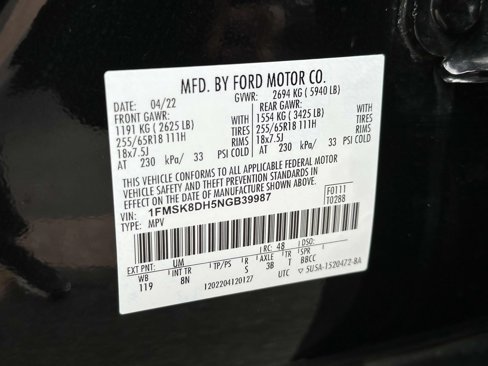 MFD. BY FORD MOTOR CO.
DATE: 04/22 GVWR: 2694 KG ( 5940 LB)
FRONT GAWR: REAR GAWR:
1191 KG ( 2625 LB) WITH 1554 KG ( 3425 LB) WITH
255/65R18 111H TIRES 255/65R18 111H TIRES
18x7.5J RIMS 18x7.5J RIMS
AT 230 kPa/ 33 PSI COLD AT 230 kPa/ 33 PSI COLD
THIS VEHICLE CONFORMS TO ALL APPLICABLE FEDERAL MOTOR
VEHICLE SAFETY AND THEFT PREVENTION STANDARDS IN
EFFECT ON THE DATE OF MANUFACTURE SHOWN ABOVE.
VIN: 1FMSK8DH5NGB39987 F0111
TYPE: MPV T0288
EXT PNT: UM RC: 48 DSO:
WB INT TR TP/PS R AXLE TR SPR
119 8N S 3B T BBCC
1202204120127 UTC 5U5A-1520472-8A